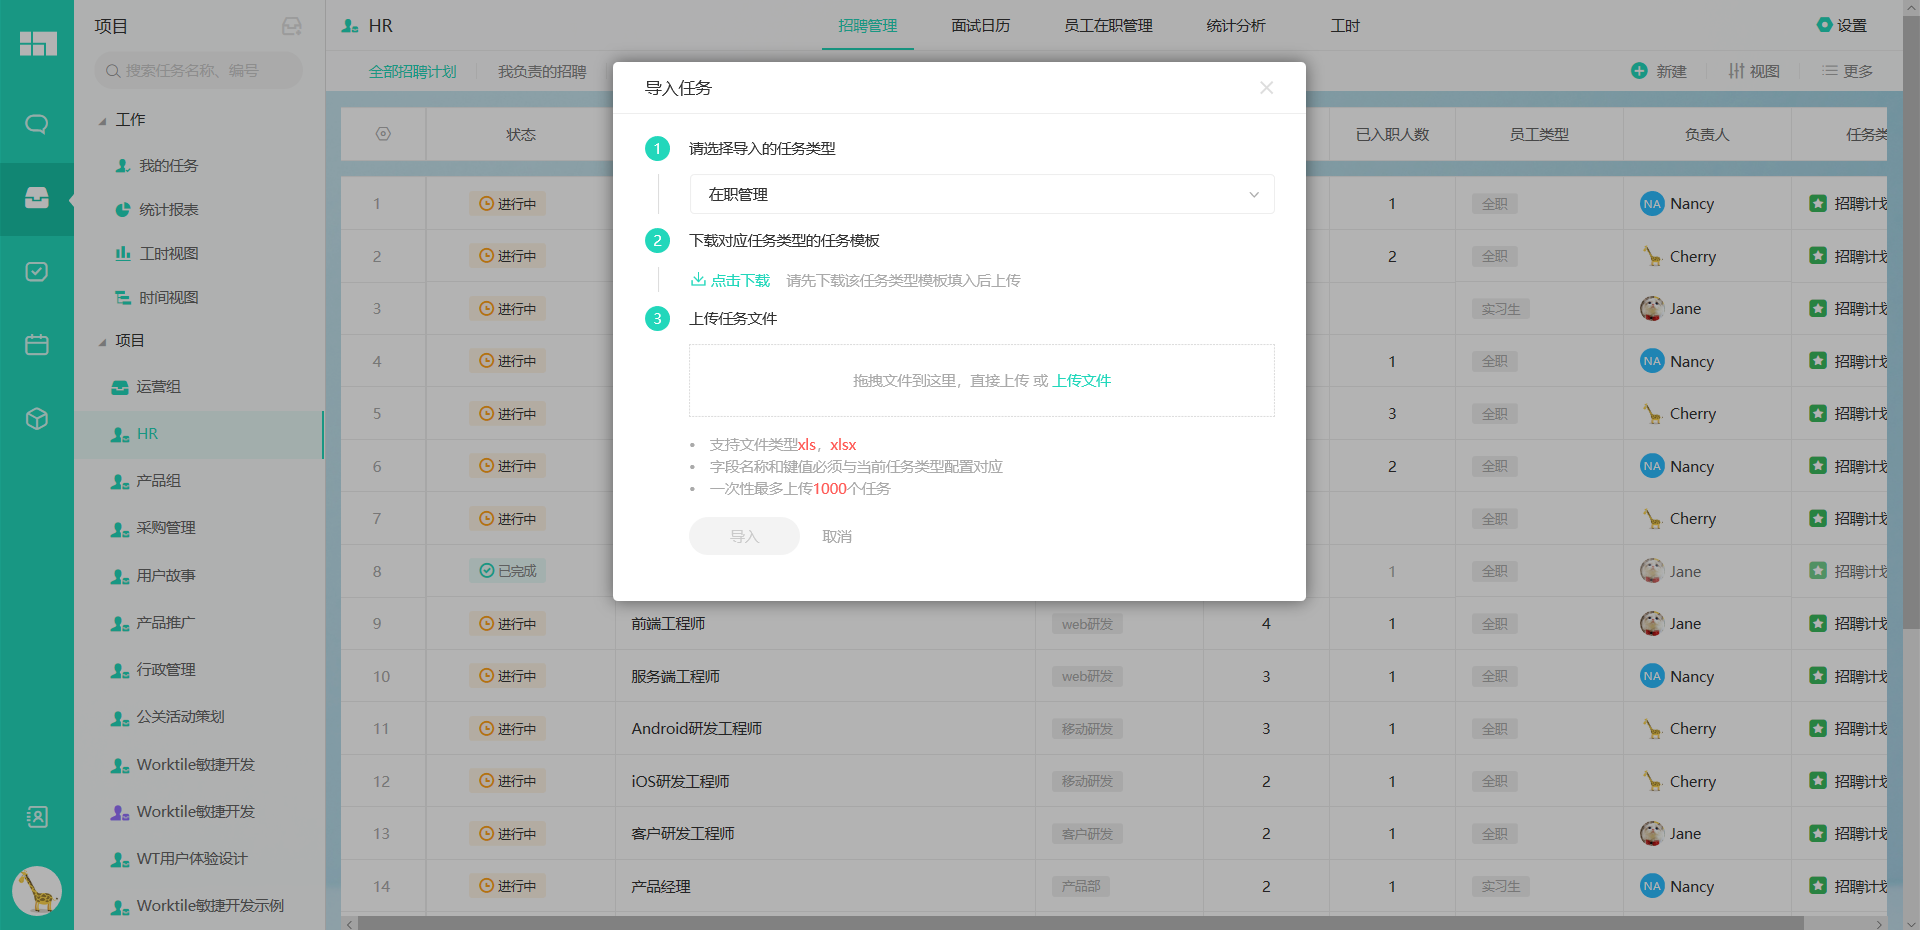 项目
搜索任务名称、编号
工作
我的任务
统计报表
工时视图
时间视图
项目
运营组
HR
产品组
采购管理
用户故事
产品推广
行政管理
公关活动策划
Worktile敏捷开发
Worktile敏捷开发
WT用户体验设计
Worktile敏捷开发示例
HR
招聘管理 面试日历 员工在职管理 统计分析 工时
设置
全部招聘计划 我负责的招聘
新建 视图 更多
导入任务
1 请选择导入的任务类型
在职管理
2 下载对应任务类型的任务模板
点击下载 请先下载该任务类型模板填入后上传
3 上传任务文件
拖拽文件到这里，直接上传 或 上传文件
• 支持文件类型xls，xlsx
• 字段名称和键值必须与当前任务类型配置对应
• 一次性最多上传1000个任务
导入 取消
状态 已入职人数 员工类型 负责人 任务类
1 进行中 1 全职 NA Nancy 招聘计划
2 进行中 2 全职 Cherry 招聘计划
3 进行中 实习生 Jane 招聘计划
4 进行中 1 全职 NA Nancy 招聘计划
5 进行中 3 全职 Cherry 招聘计划
6 进行中 2 全职 NA Nancy 招聘计划
7 进行中 全职 Cherry 招聘计划
8 已完成 1 全职 Jane 招聘计划
9 进行中 前端工程师 web研发 4 1 全职 Jane 招聘计划
10 进行中 服务端工程师 web研发 3 1 全职 NA Nancy 招聘计划
11 进行中 Android研发工程师 移动研发 3 1 全职 Cherry 招聘计划
12 进行中 iOS研发工程师 移动研发 2 1 全职 Cherry 招聘计划
13 进行中 客户研发工程师 客户研发 2 1 全职 Jane 招聘计划
14 进行中 产品经理 产品部 2 1 实习生 NA Nancy 招聘计划